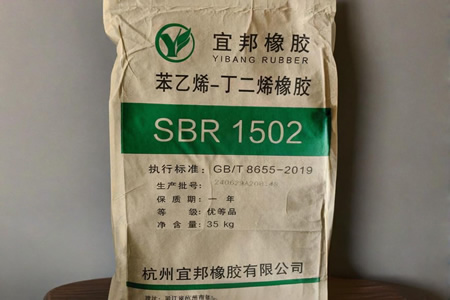 宜邦橡胶
YIBANG RUBBER
苯乙烯-丁二烯橡胶
SBR 1502
执行标准: GB/T 8655-2019
生产批号:
保质期: 一年
等级: 优等品
净含量: 35 kg
杭州宜邦橡胶有限公司